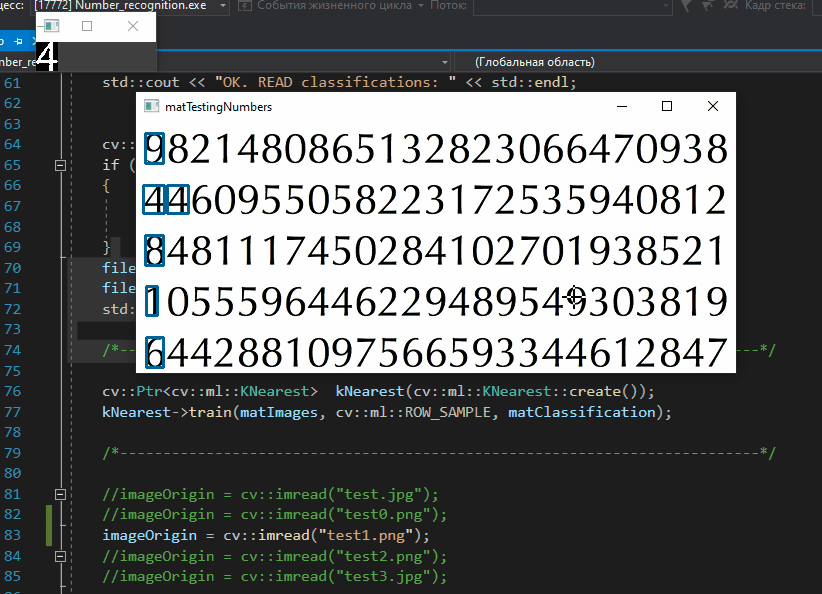 цесс: [17772] Number_recognition.exe События жизненного цикла Поток: Кадр стека:
4
(Глобальная область)
61 std::cout << "OK. READ classifications: " << std::endl;
62
63
64 cv::
65 if (
66 {
67
68
69 }
70 file
71 file
72 std:
73
74 /*-- --*/
75
76 cv::Ptr<cv::ml::KNearest> kNearest(cv::ml::KNearest::create());
77 kNearest->train(matImages, cv::ml::ROW_SAMPLE, matClassification);
78
79 /*-------------------------------------------------------------------------*/
80
81 //imageOrigin = cv::imread("test.jpg");
82 //imageOrigin = cv::imread("test0.png");
83 imageOrigin = cv::imread("test1.png");
84 //imageOrigin = cv::imread("test2.png");
85 //imageOrigin = cv::imread("test3.jpg");
matTestingNumbers
9821480865132823066470938
4460955058223172535940812
8481117450284102701938521
1055596446229489549303819
6442881097566593344612847